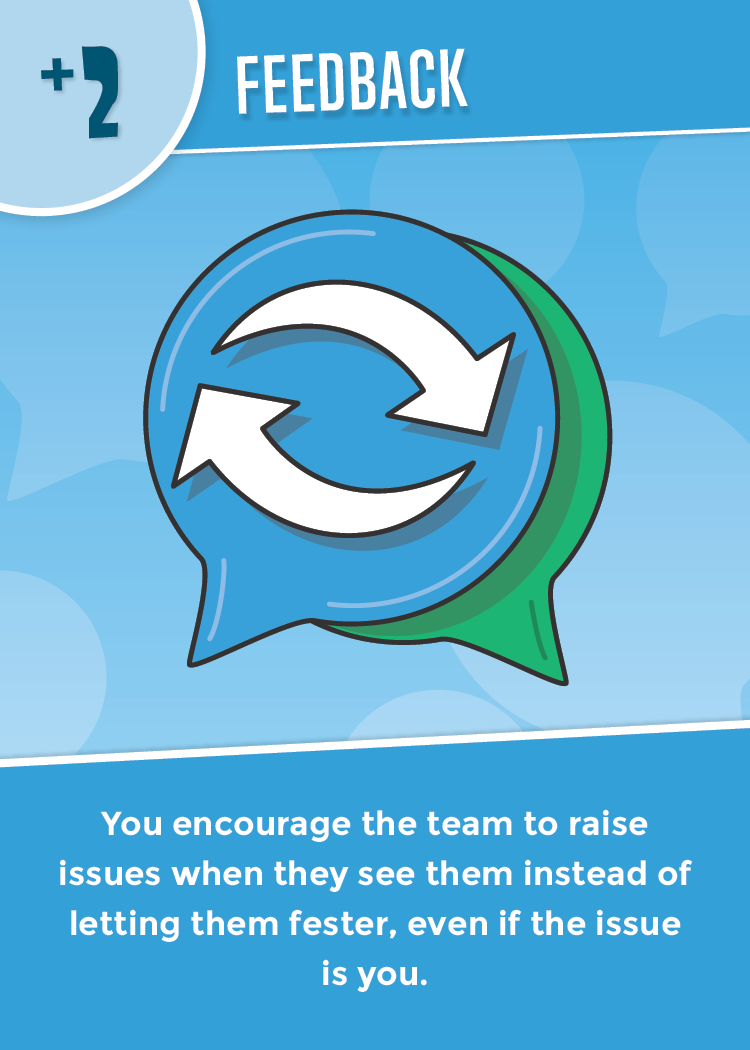 +2
FEEDBACK
You encourage the team to raise
issues when they see them instead of
letting them fester, even if the issue
is you.